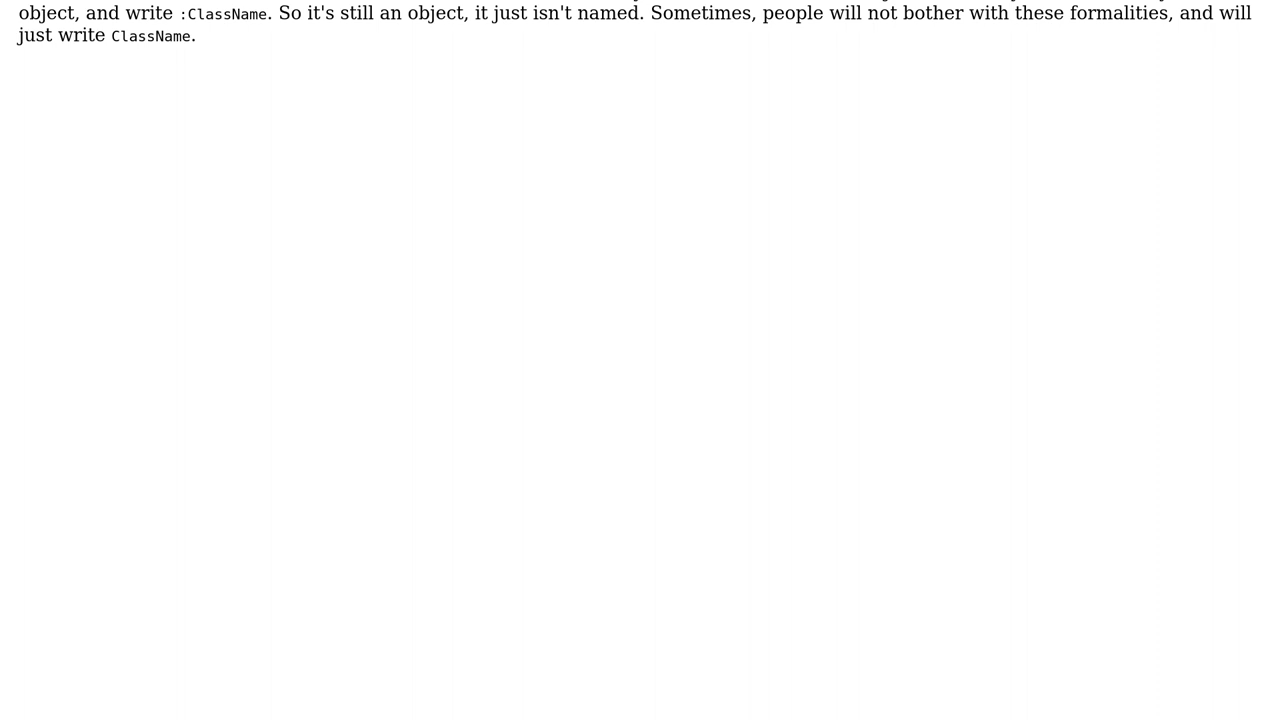 object, and write :ClassName. So it's still an object, it just isn't named. Sometimes, people will not bother with these formalities, and will
just write ClassName.